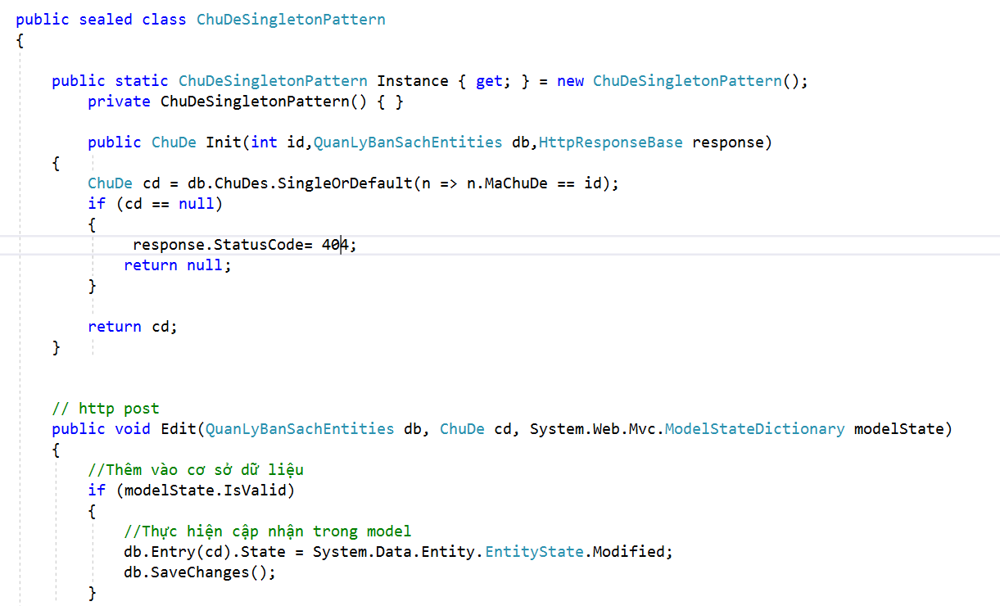 public sealed class ChuDeSingletonPattern
{
public static ChuDeSingletonPattern Instance { get; } = new ChuDeSingletonPattern();
private ChuDeSingletonPattern() { }
public ChuDe Init(int id,QuanLyBanSachEntities db,HttpResponseBase response)
{
ChuDe cd = db.ChuDes.SingleOrDefault(n => n.MaChuDe == id);
if (cd == null)
{
response.StatusCode= 404;
return null;
}
return cd;
}
// http post
public void Edit(QuanLyBanSachEntities db, ChuDe cd, System.Web.Mvc.ModelStateDictionary modelState)
{
//Thêm vào cơ sở dữ liệu
if (modelState.IsValid)
{
//Thực hiện cập nhận trong model
db.Entry(cd).State = System.Data.Entity.EntityState.Modified;
db.SaveChanges();
}